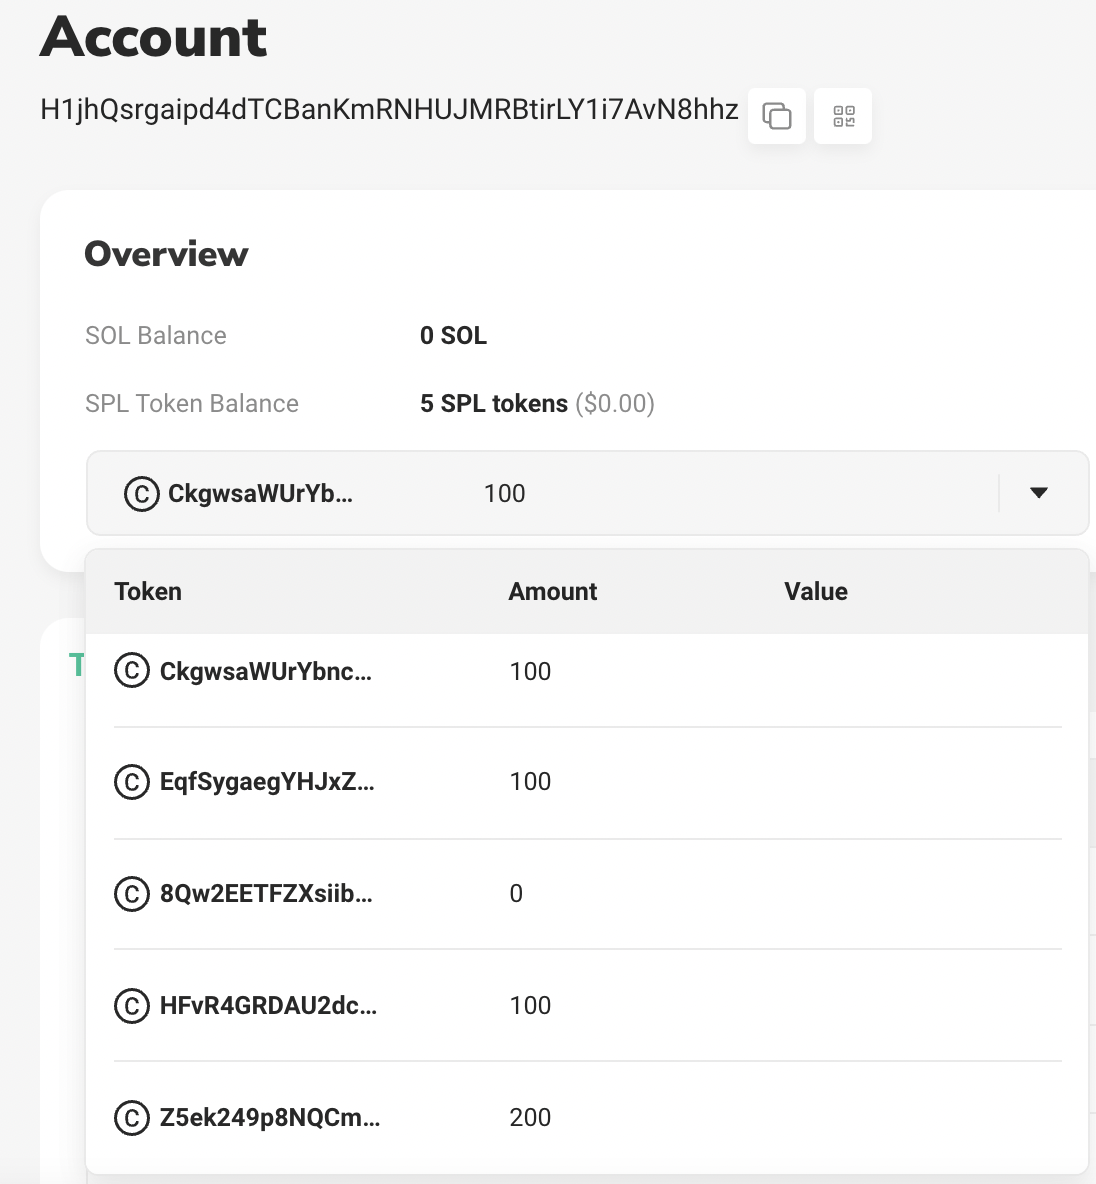 Account
H1jhQsrgaipd4dTCBanKmRNHUJMRBtirLY1i7AvN8hhz
Overview
SOL Balance 0 SOL
SPL Token Balance 5 SPL tokens ($0.00)
CkgwsaWUrYb... 100
Token Amount Value
T
CkgwsaWUrYbnc... 100
EqfSygaegYHJxZ... 100
8Qw2EETFZXsiib... 0
HFvR4GRDAU2dc... 100
Z5ek249p8NQCm... 200